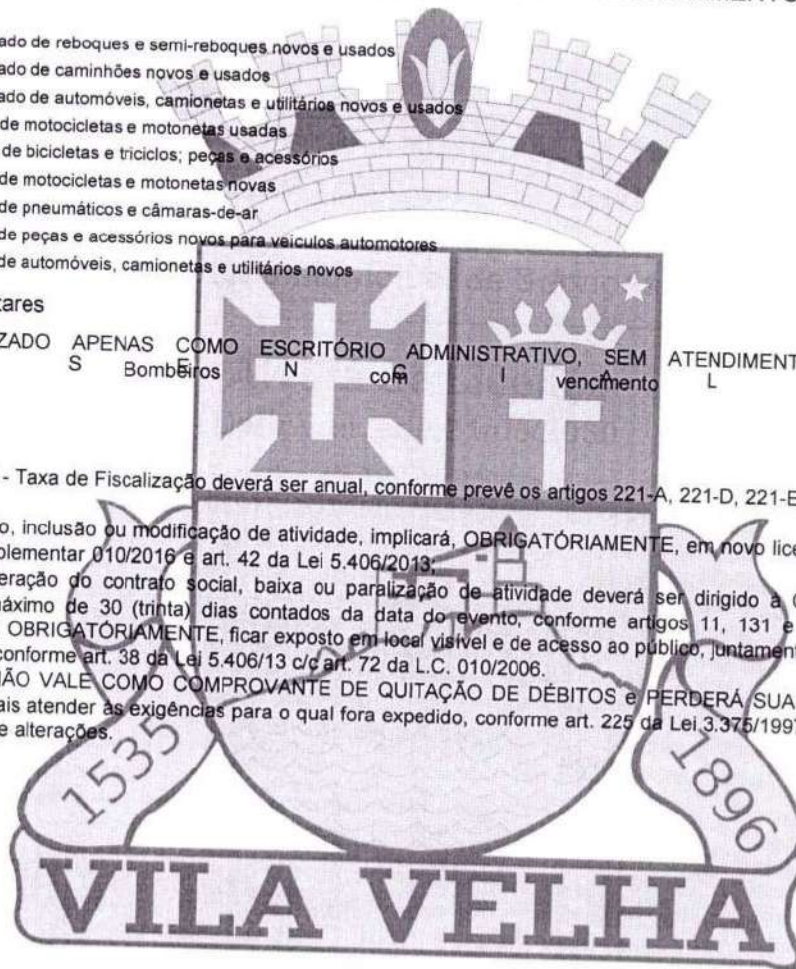 ado de reboques e semi-reboques novos e usados
ado de caminhões novos e usados
ado de automóveis, camionetas e utilitários novos e usados
de motocicletas e motonetas usadas
de bicicletas e triciclos; peças e acessórios
de motocicletas e motonetas novas
de pneumáticos e câmaras-de-ar
de peças e acessórios novos para veículos automotores
de automóveis, camionetas e utilitários novos
tares
ZADO APENAS COMO ESCRITÓRIO ADMINISTRATIVO, SEM ATENDIMENT
S Bombeiros N com I vencimento L
- Taxa de Fiscalização deverá ser anual, conforme prevê os artigos 221-A, 221-D, 221-E
o, inclusão ou modificação de atividade, implicará, OBRIGATÓRIAMENTE, em novo lice
plementar 010/2016 e art. 42 da Lei 5.406/2013;
eração do contrato social, baixa ou paralização de atividade deverá ser dirigido à
áximo de 30 (trinta) dias contados da data do evento, conforme artigos 11, 131 e
OBRIGATÓRIAMENTE, ficar exposto em local visível e de acesso ao público, juntament
conforme art. 38 da Lei 5.406/13 c/c art. 72 da L.C. 010/2006.
NÃO VALE COMO COMPROVANTE DE QUITAÇÃO DE DÉBITOS e PERDERÁ SUA
ais atender às exigências para o qual fora expedido, conforme art. 225 da Lei 3.375/1997
e alterações.
1535
1896
VILA VELHA